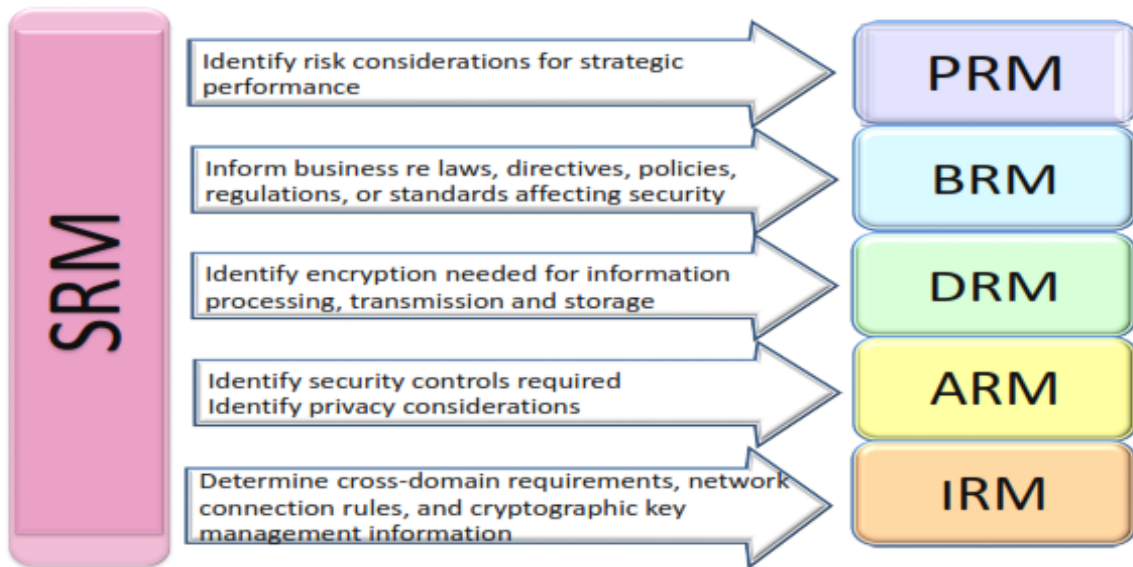 SRM
Identify risk considerations for strategic
performance
PRM
Inform business re laws, directives, policies,
regulations, or standards affecting security
BRM
Identify encryption needed for information
processing, transmission and storage
DRM
Identify security controls required
Identify privacy considerations
ARM
Determine cross-domain requirements, network
connection rules, and cryptographic key
management information
IRM